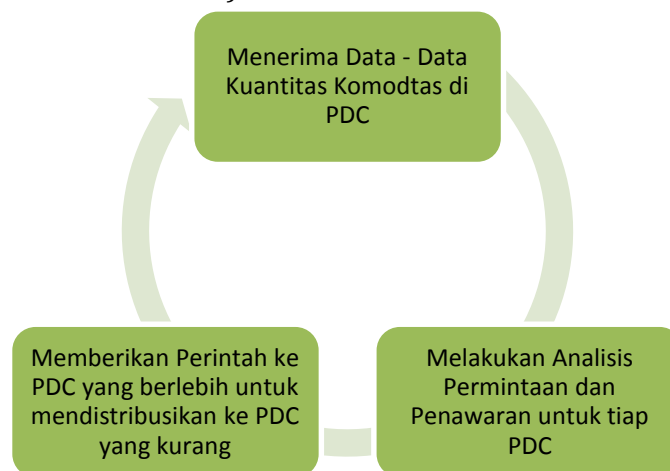 Menerima Data - Data
Kuantitas Komodtas di
PDC
Memberikan Perintah ke
PDC yang berlebih untuk
mendistribusikan ke PDC
yang kurang
Melakukan Analisis
Permintaan dan
Penawaran untuk tiap
PDC